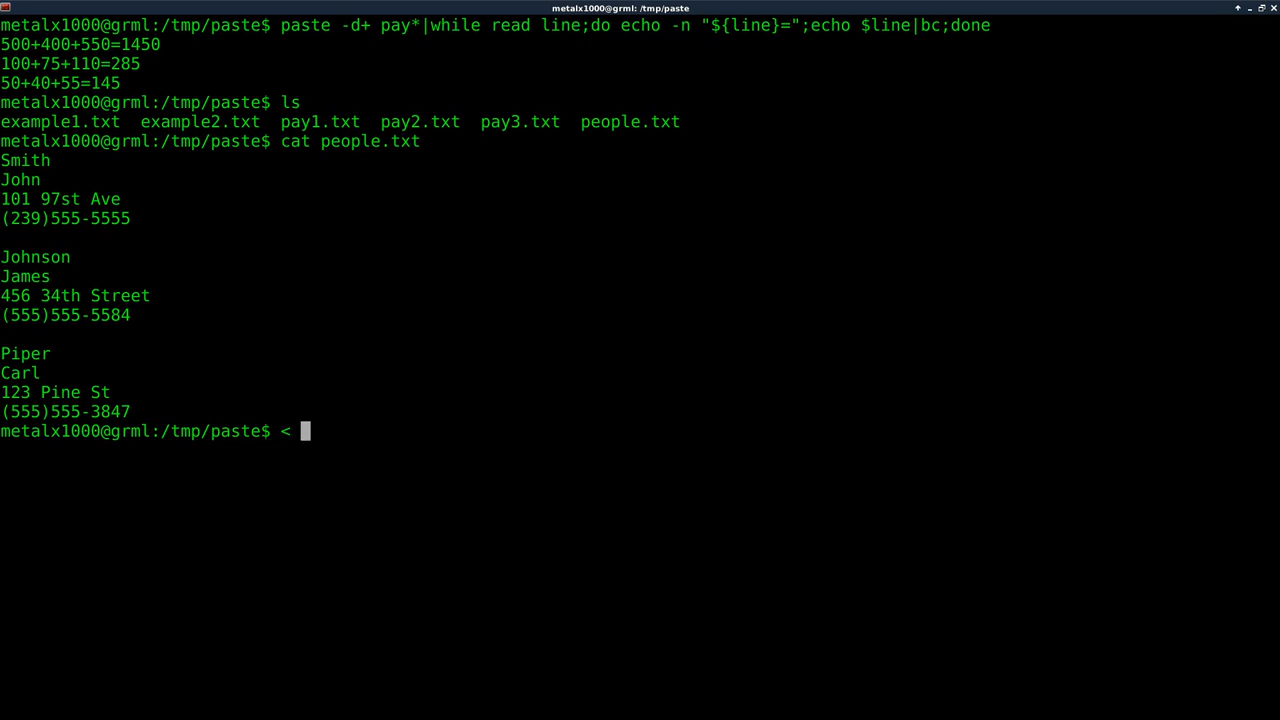 metalx1000@grml: /tmp/paste
metalx1000@grml:/tmp/paste$ paste -d+ pay*|while read line;do echo -n "${line}=";echo $line|bc;done
500+400+550=1450
100+75+110=285
50+40+55=145
metalx1000@grml:/tmp/paste$ ls
example1.txt  example2.txt  pay1.txt  pay2.txt  pay3.txt  people.txt
metalx1000@grml:/tmp/paste$ cat people.txt
Smith
John
101 97st Ave
(239)555-5555
Johnson
James
456 34th Street
(555)555-5584
Piper
Carl
123 Pine St
(555)555-3847
metalx1000@grml:/tmp/paste$ <